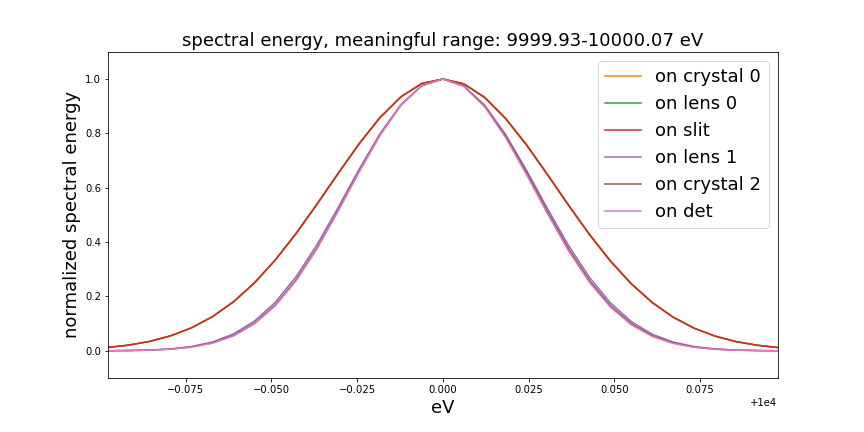 spectral energy, meaningful range: 9999.93-10000.07 eV
normalized spectral energy
1.0
0.8
0.6
0.4
0.2
0.0
on crystal 0
on lens 0
on slit
on lens 1
on crystal 2
on det
−0.075
−0.050
−0.025
0.000
0.025
0.050
0.075
+1e4
eV